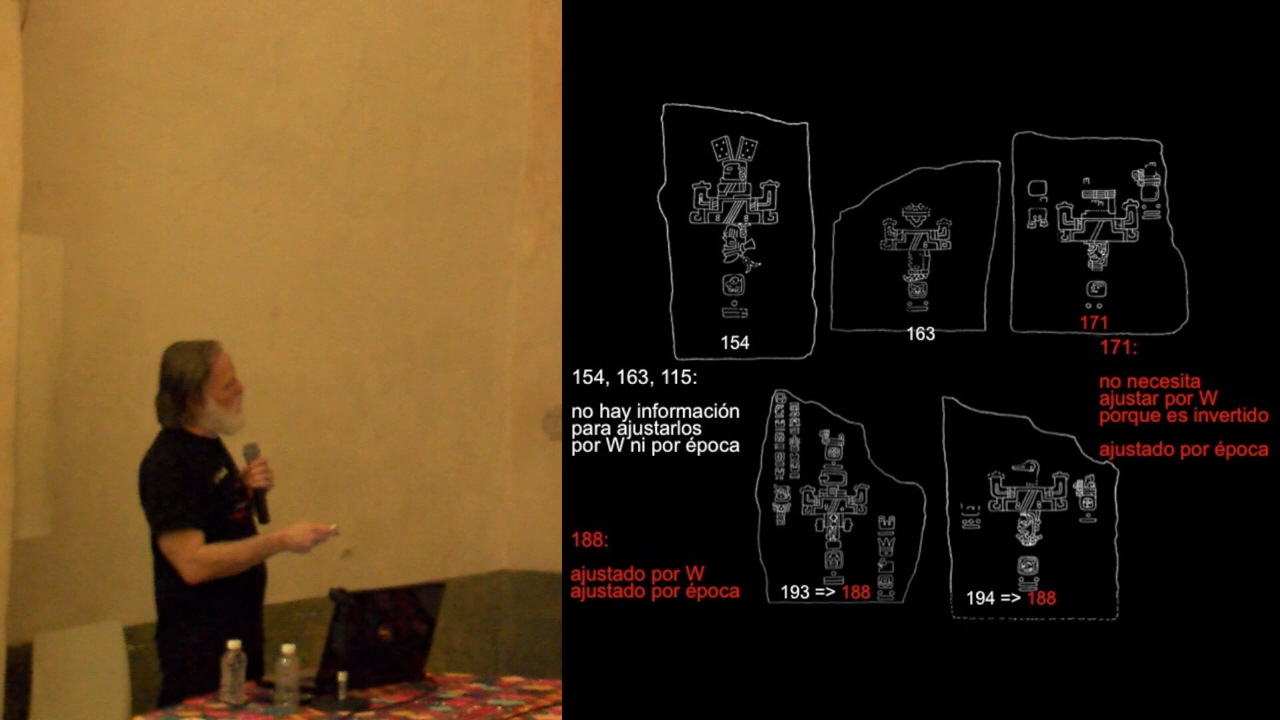 154
163
171
154, 163, 115:
no hay información
para ajustarlos
por W ni por época
171:
no necesita
ajustar por W
porque es invertido
ajustado por época
188:
ajustado por W
ajustado por época
193 => 188
194 => 188